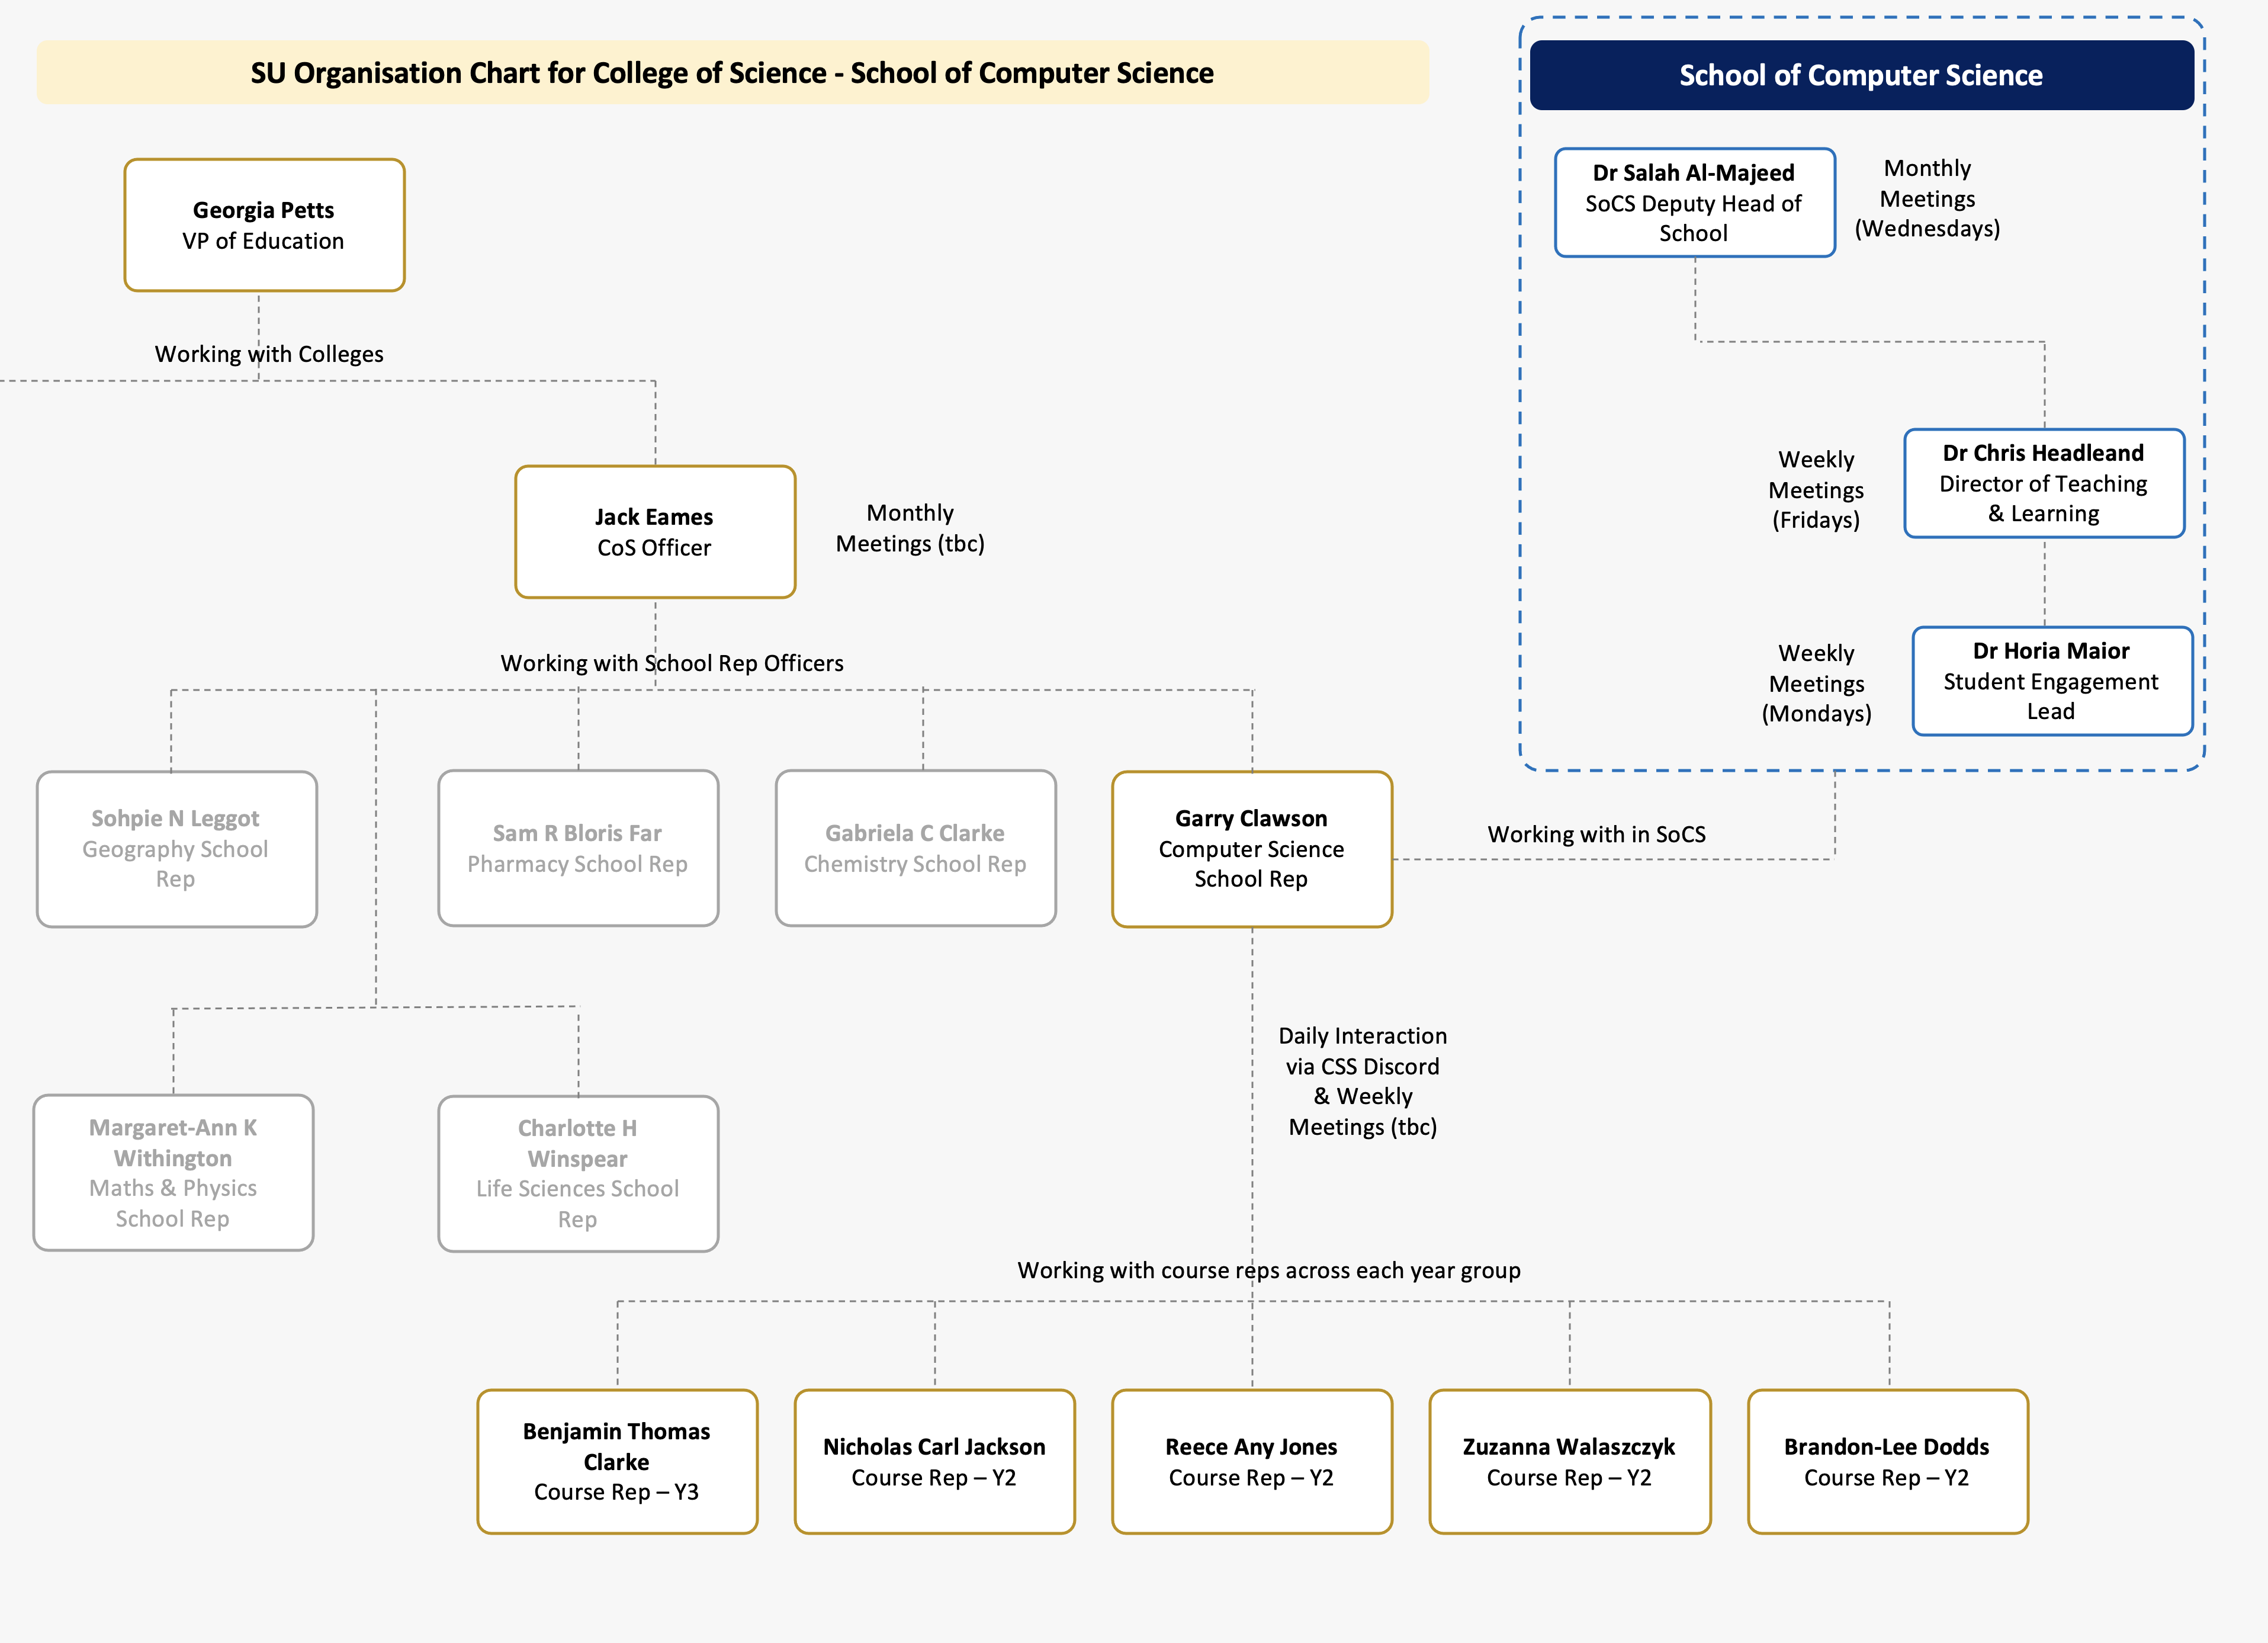 SU Organisation Chart for College of Science - School of Computer Science
School of Computer Science
Georgia Petts
VP of Education
Working with Colleges
Jack Eames
CoS Officer
Monthly
Meetings (tbc)
Working with School Rep Officers
Sohpie N Leggot
Geography School
Rep
Sam R Bloris Far
Pharmacy School Rep
Gabriela C Clarke
Chemistry School Rep
Garry Clawson
Computer Science
School Rep
Margaret-Ann K
Withington
Maths & Physics
School Rep
Charlotte H
Winspear
Life Sciences School
Rep
Dr Salah Al-Majeed
SoCS Deputy Head of
School
Monthly
Meetings
(Wednesdays)
Weekly
Meetings
(Fridays)
Dr Chris Headleand
Director of Teaching
& Learning
Weekly
Meetings
(Mondays)
Dr Horia Maior
Student Engagement
Lead
Working with in SoCS
Daily Interaction
via CSS Discord
& Weekly
Meetings (tbc)
Working with course reps across each year group
Benjamin Thomas
Clarke
Course Rep – Y3
Nicholas Carl Jackson
Course Rep – Y2
Reece Any Jones
Course Rep – Y2
Zuzanna Walaszczyk
Course Rep – Y2
Brandon-Lee Dodds
Course Rep – Y2